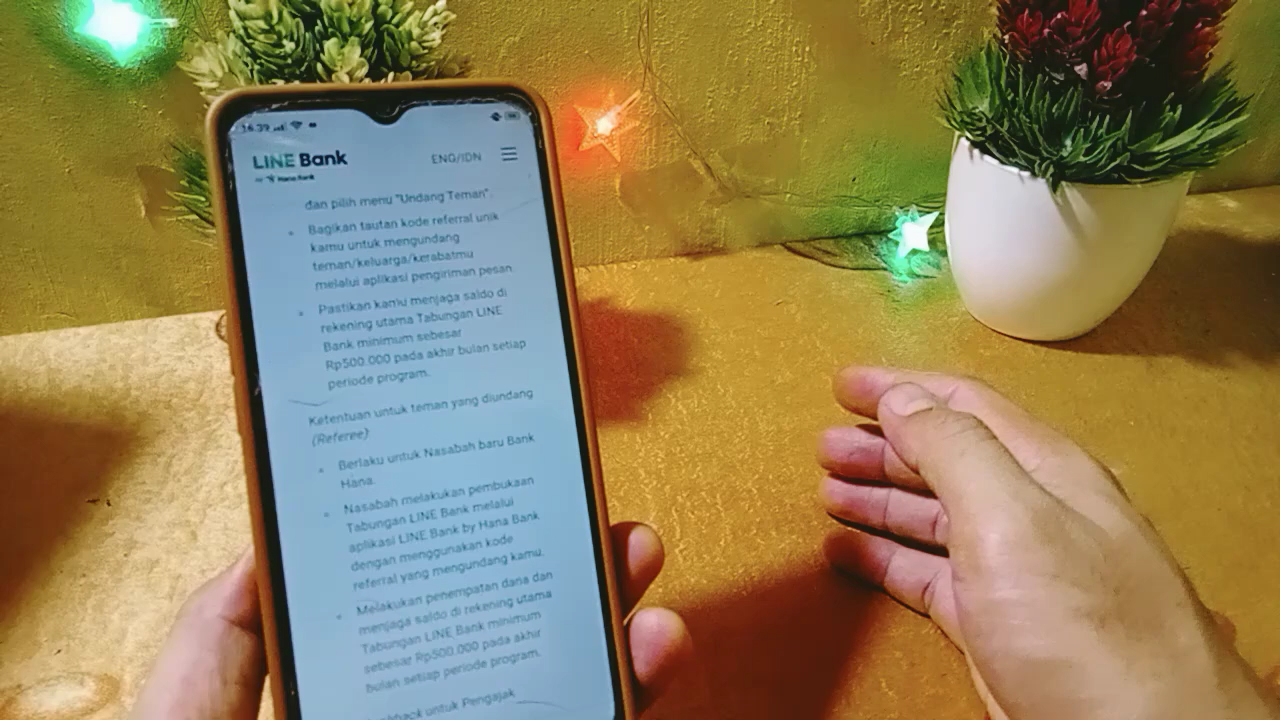 16.39
LINE Bank
by Hana Bank
ENG/IDN
dan pilih menu "Undang Teman".
Bagikan tautan kode referral unik
kamu untuk mengundang
teman/keluarga/kerabatmu
melalui aplikasi pengiriman pesan.
Pastikan kamu menjaga saldo di
rekening utama Tabungan LINE
Bank minimum sebesar
Rp500.000 pada akhir bulan setiap
periode program.
Ketentuan untuk teman yang diundang
(Referee):
Berlaku untuk Nasabah baru Bank
Hana.
Nasabah melakukan pembukaan
Tabungan LINE Bank melalui
aplikasi LINE Bank by Hana Bank
dengan menggunakan kode
referral yang mengundang kamu.
Melakukan penempatan dana dan
menjaga saldo di rekening utama
Tabungan LINE Bank minimum
sebesar Rp500.000 pada akhir
bulan setiap periode program.
untuk Pengajak